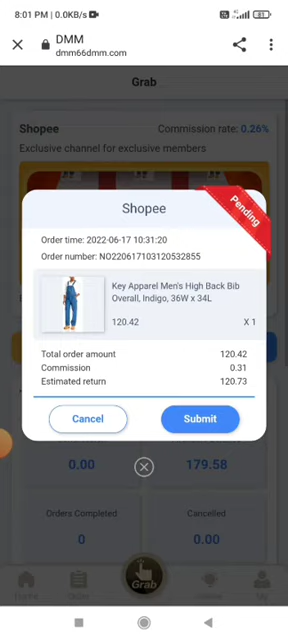 8:01 PM | 0.0KB/s
81
DMM
dmm66dmm.com
Grab
Shopee
Commission rate: 0.26%
Exclusive channel for exclusive members
Pending
Shopee
Order time: 2022-06-17 10:31:20
Order number: NO220617103120532855
Key Apparel Men's High Back Bib
Overall, Indigo, 36W x 34L
120.42
X 1
Total order amount
120.42
Commission
0.31
Estimated return
120.73
Cancel
Submit
0.00
179.58
Orders Completed
Cancelled
0
0.00
Grab